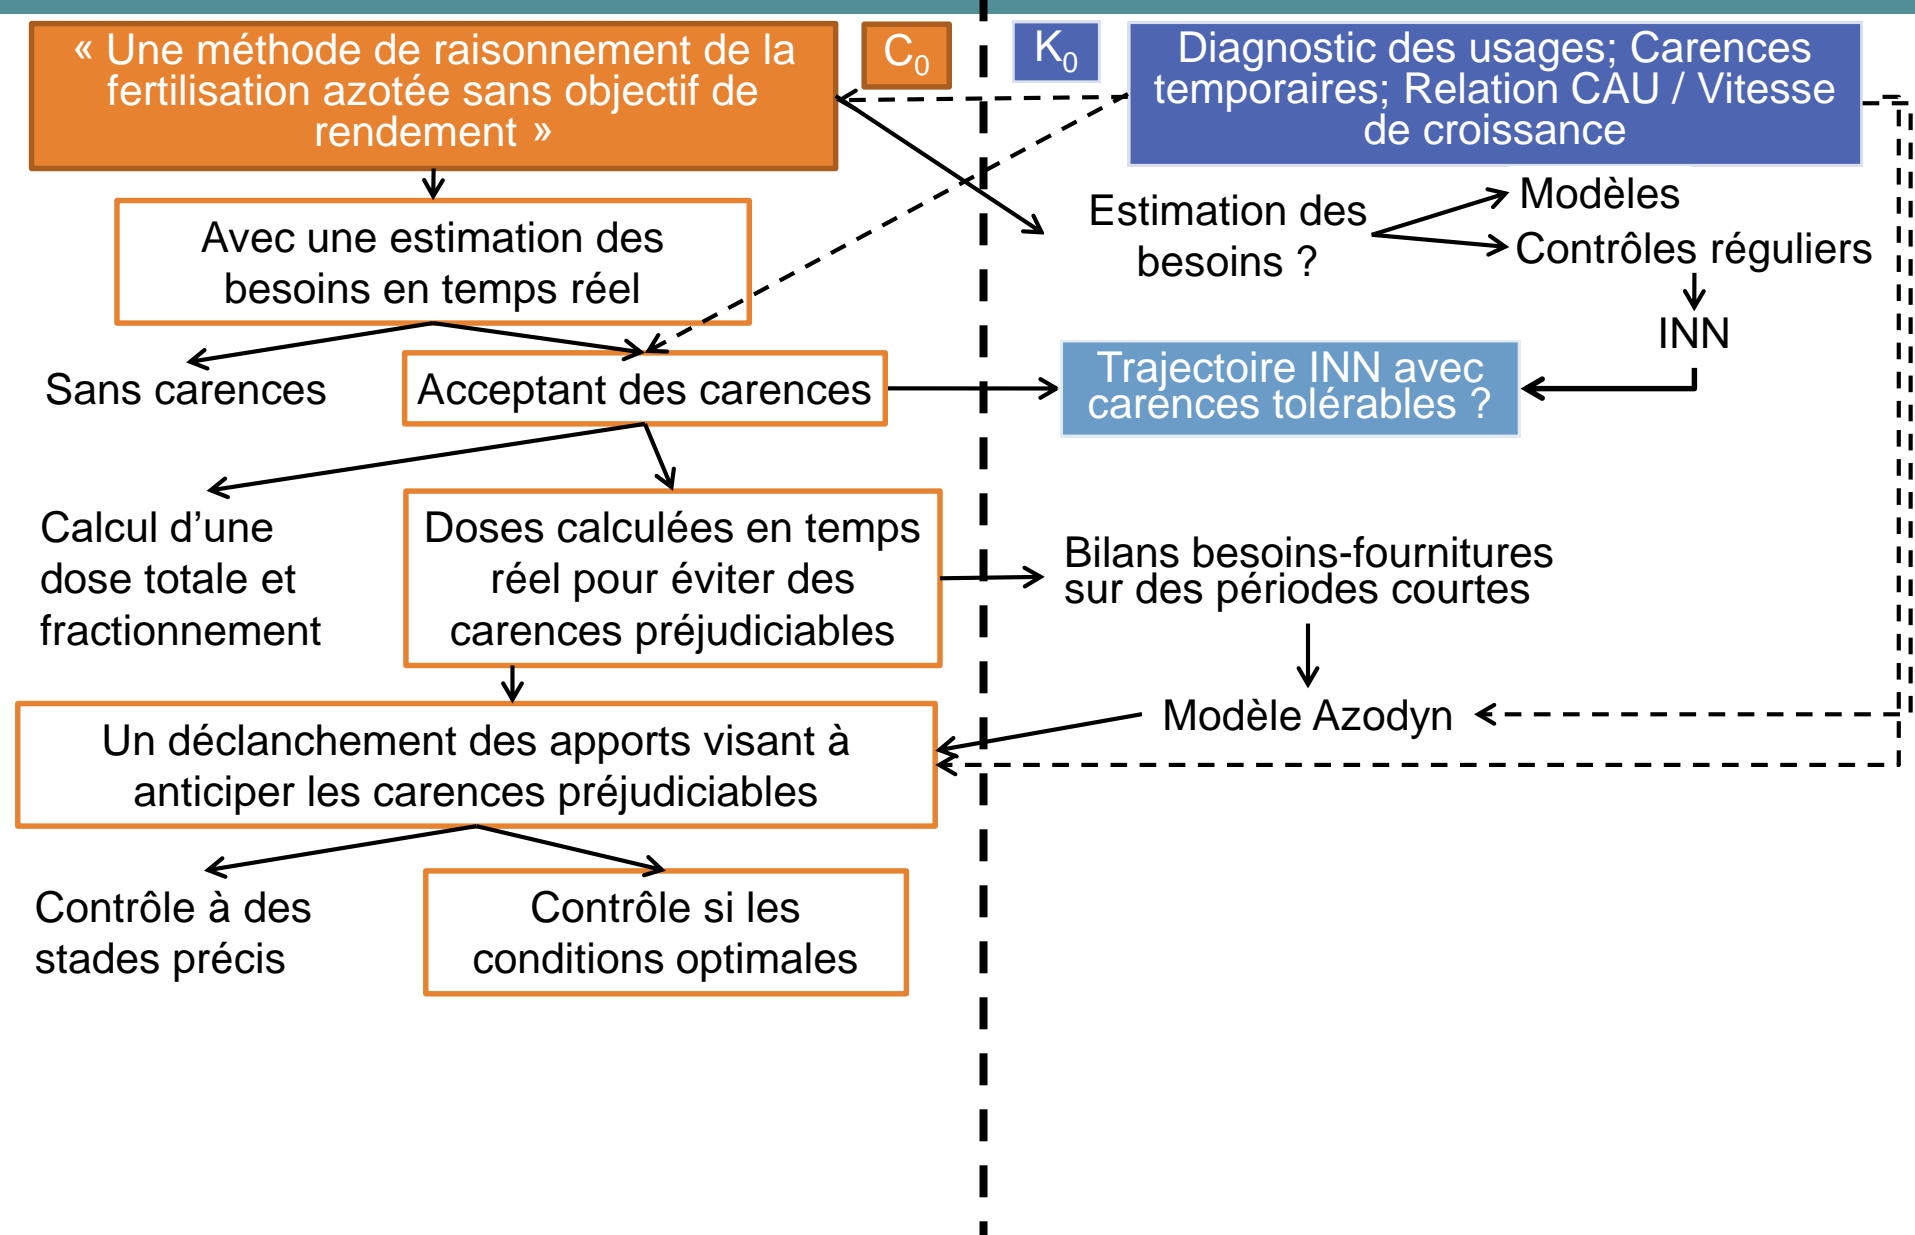 « Une méthode de raisonnement de la
fertilisation azotée sans objectif de
rendement »
C0
K0
Diagnostic des usages; Carences
temporaires; Relation CAU / Vitesse
de croissance
Avec une estimation des
besoins en temps réel
Estimation des
besoins ?
Modèles
Contrôles réguliers
INN
Sans carences
Acceptant des carences
Trajectoire INN avec
carences tolérables ?
Calcul d’une
dose totale et
fractionnement
Doses calculées en temps
réel pour éviter des
carences préjudiciables
Bilans besoins-fournitures
sur des périodes courtes
Modèle Azodyn
Un déclanchement des apports visant à
anticiper les carences préjudiciables
Contrôle à des
stades précis
Contrôle si les
conditions optimales